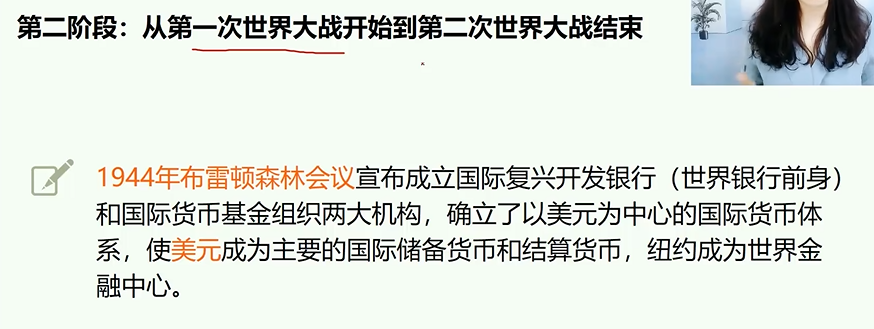 第二阶段：从第一次世界大战开始到第二次世界大战结束
1944年布雷顿森林会议宣布成立国际复兴开发银行（世界银行前身）
和国际货币基金组织两大机构，确立了以美元为中心的国际货币体
系，使美元成为主要的国际储备货币和结算货币，纽约成为世界金
融中心。